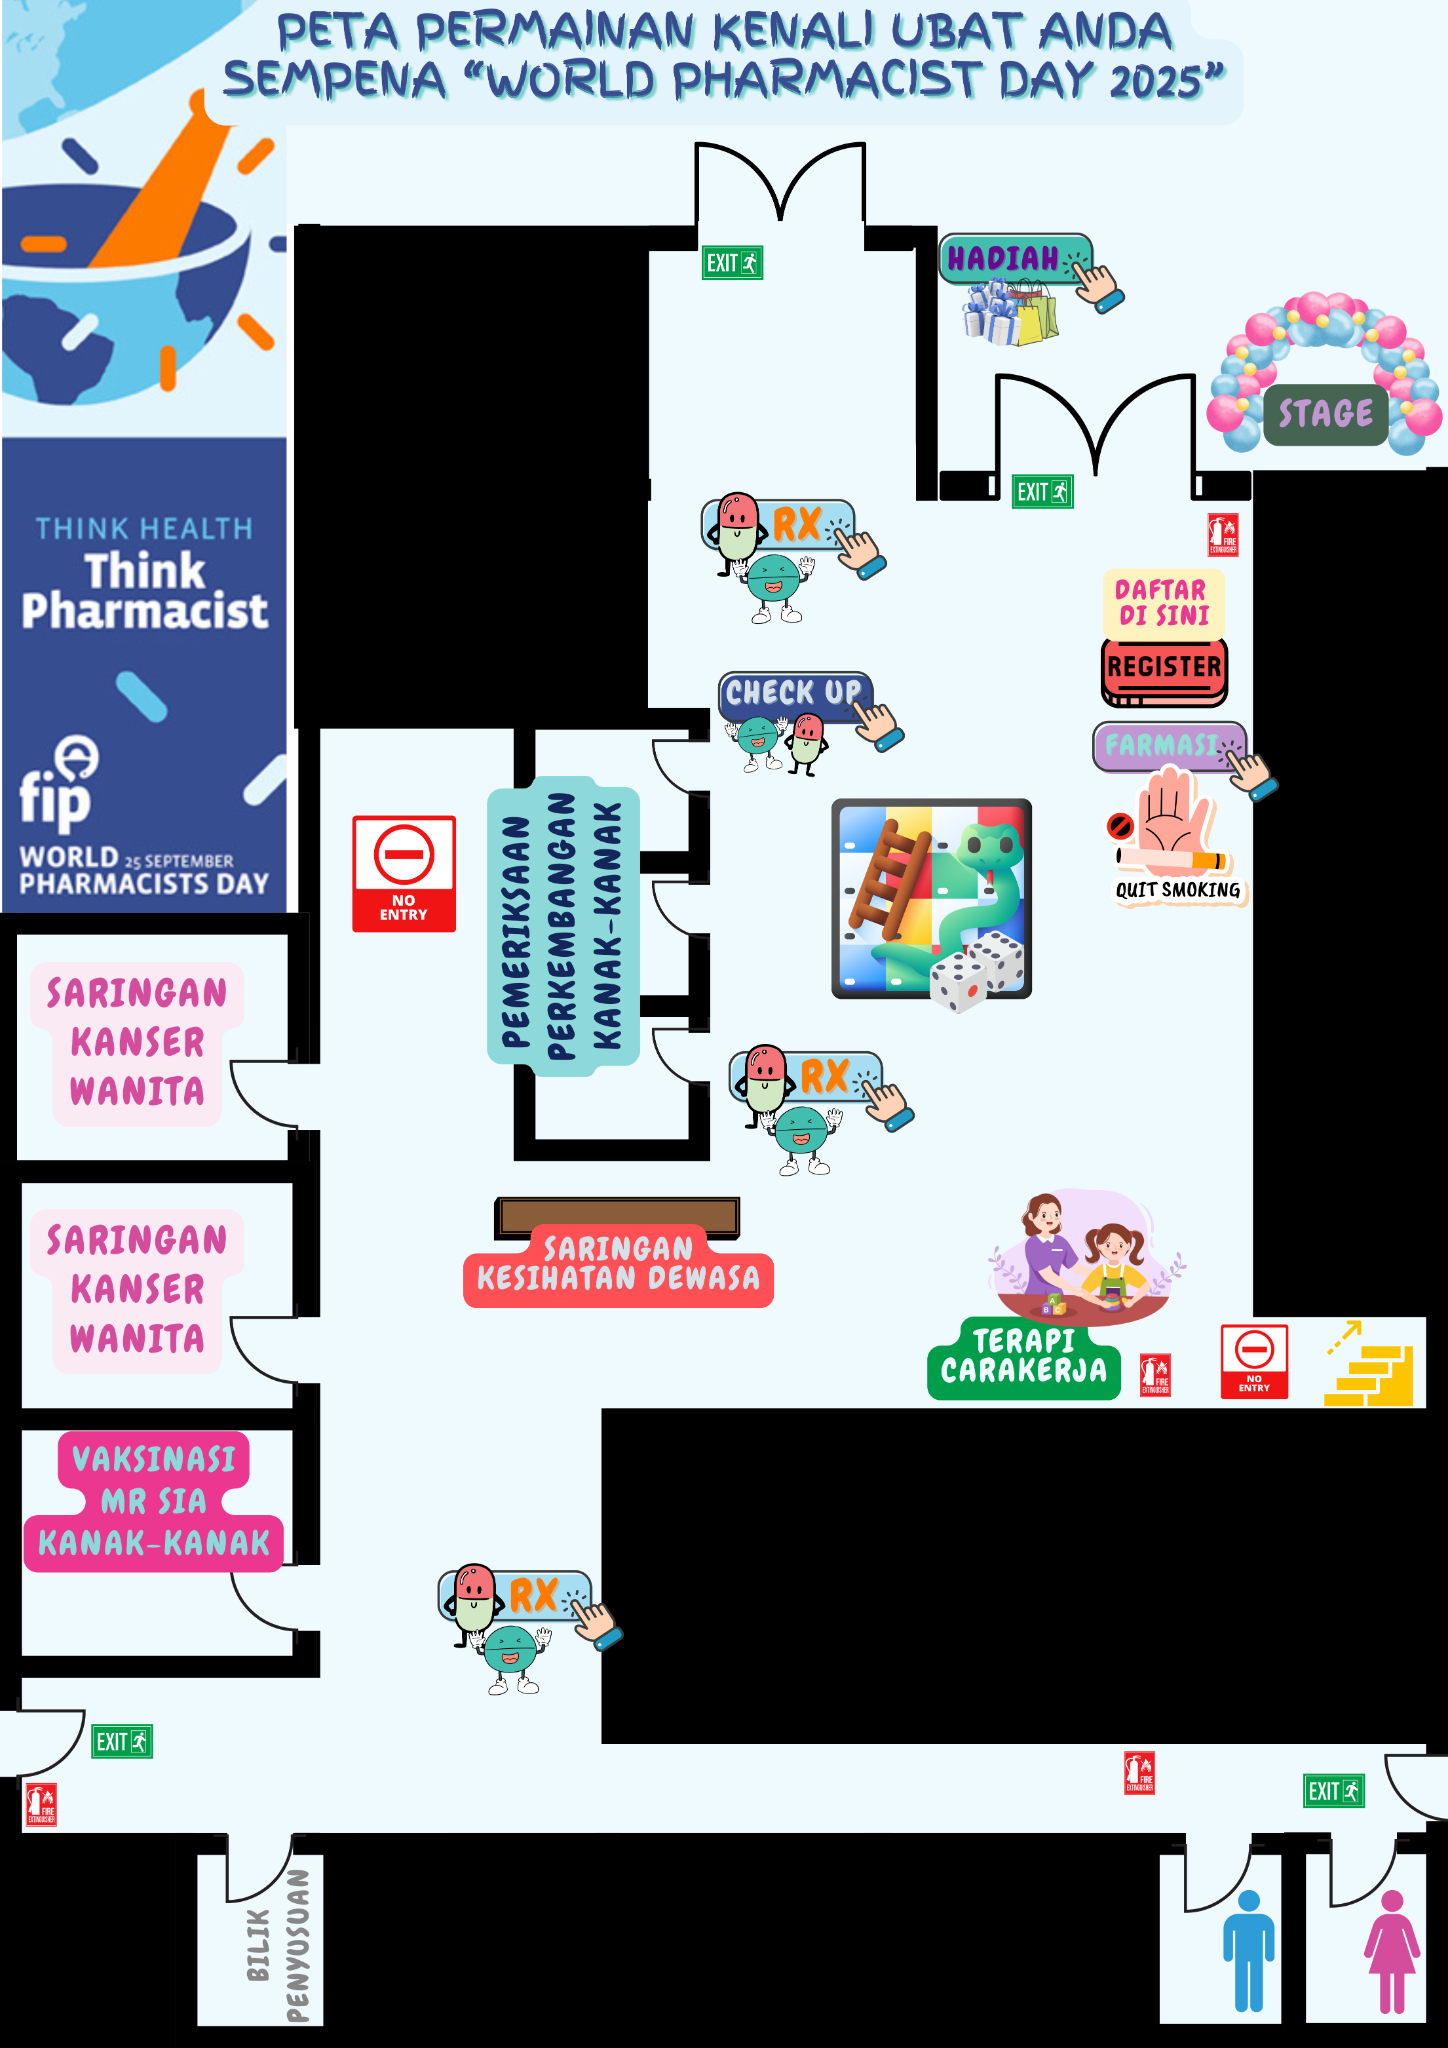 PETA PERMAINAN KENALI UBAT ANDA
SEMPENA “WORLD PHARMACIST DAY 2025”
THINK HEALTH
Think
Pharmacist
fip
WORLD 25 SEPTEMBER
PHARMACISTS DAY
EXIT
HADIAH
STAGE
EXIT
FIRE
EXTINGUISHER
RX
DAFTAR
DI SINI
REGISTER
CHECK UP
FARMASI
QUIT SMOKING
NO
ENTRY
PEMERIKSAAN
PERKEMBANGAN
KANAK-KANAK
SARINGAN
KANSER
WANITA
RX
SARINGAN
KANSER
WANITA
SARINGAN
KESIHATAN DEWASA
A
B C
TERAPI
CARAKERJA
FIRE
EXTINGUISHER
NO
ENTRY
VAKSINASI
MR SIA
KANAK-KANAK
RX
EXIT
FIRE
EXTINGUISHER
FIRE
EXTINGUISHER
EXIT
BILIK
PENYUSUAN